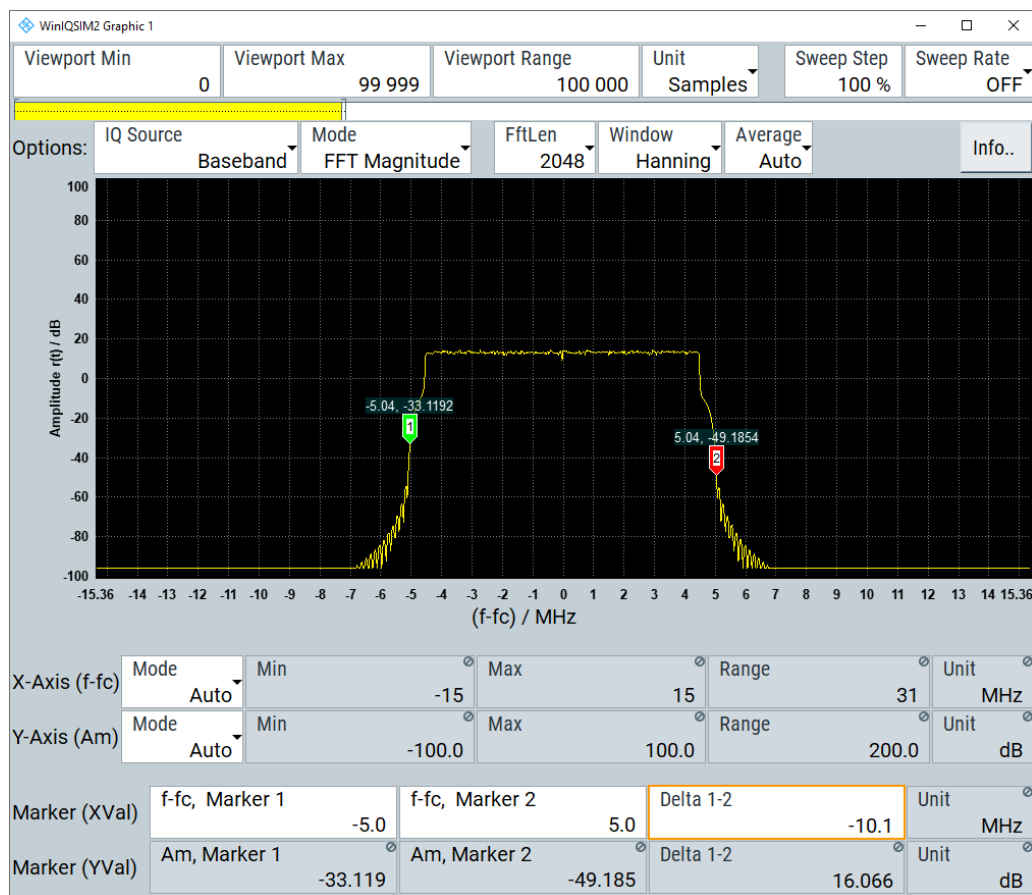 WinIQSIM2 Graphic 1
Viewport Min Viewport Max Viewport Range Unit Sweep Step Sweep Rate
0 99 999 100 000 Samples 100 % OFF
Options: IQ Source Mode FftLen Window Average Info..
Baseband FFT Magnitude 2048 Hanning Auto
100
80
60
40
20
0
-20
-40
-60
-80
-100
Amplitude r(t) / dB
-5.04, -33.1192
1
5.04, -49.1854
2
-15.36 -14 -13 -12 -11 -10 -9 -8 -7 -6 -5 -4 -3 -2 -1 0 1 2 3 4 5 6 7 8 9 10 11 12 13 14 15.36
(f-fc) / MHz
X-Axis (f-fc) Mode Min Max Range Unit
Auto -15 15 31 MHz
Y-Axis (Am) Mode Min Max Range Unit
Auto -100.0 100.0 200.0 dB
Marker (XVal) f-fc, Marker 1 f-fc, Marker 2 Delta 1-2 Unit
-5.0 5.0 -10.1 MHz
Marker (YVal) Am, Marker 1 Am, Marker 2 Delta 1-2 Unit
-33.119 -49.185 16.066 dB